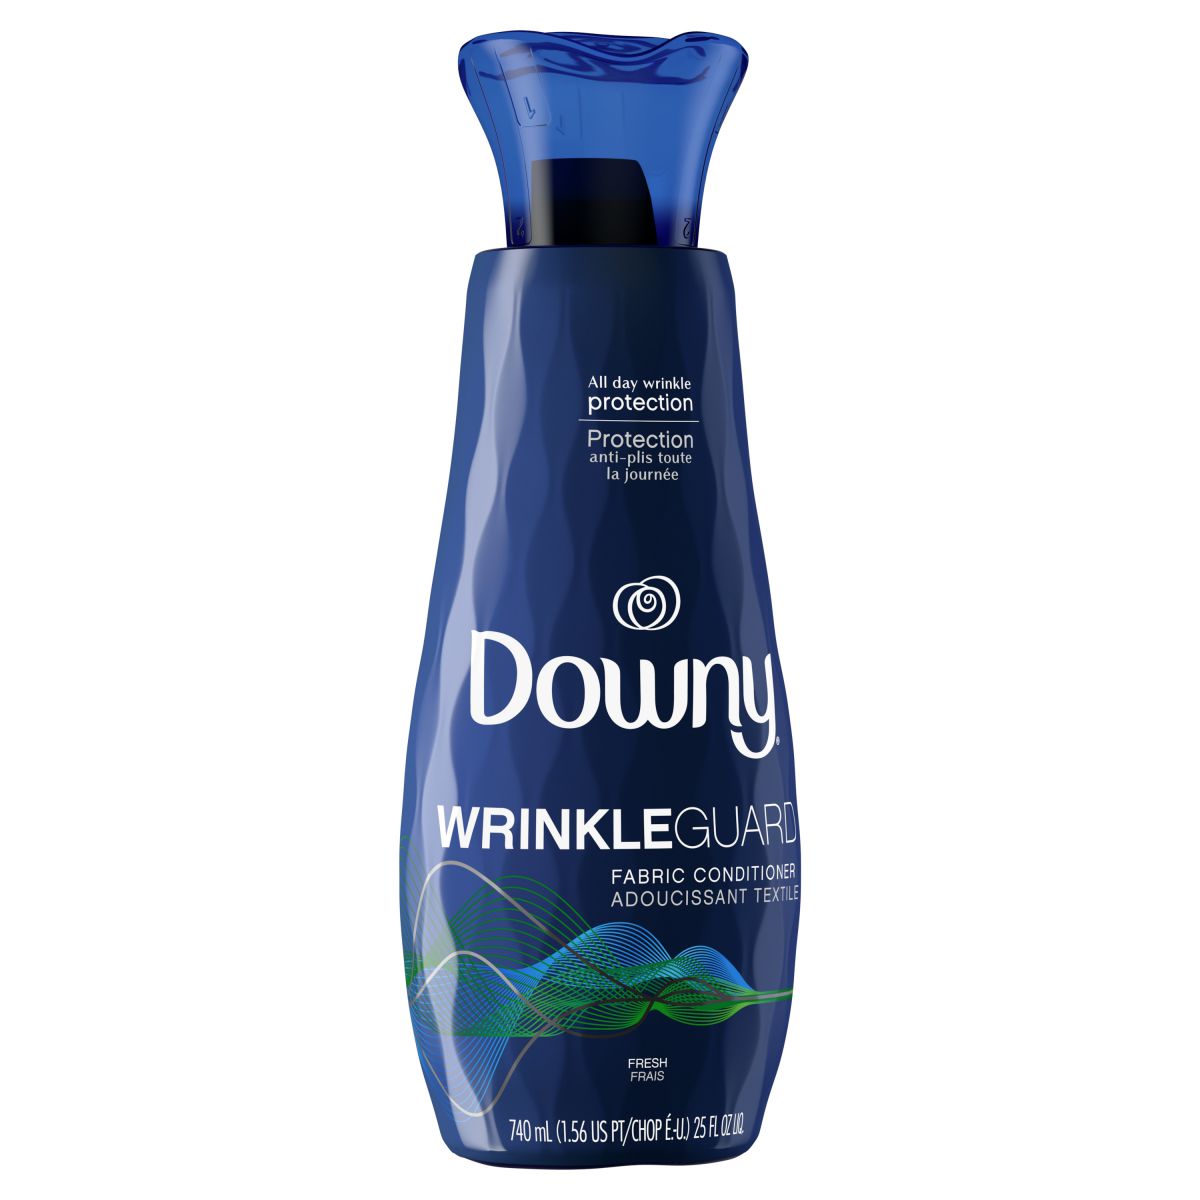 All day wrinkle
protection
Protection
anti-plis toute
la journée
Downy
WRINKLEGUARD
FABRIC CONDITIONER
ADOUCISSANT TEXTILE
FRESH
FRAIS
740 mL (1.56 US PT/CHOP É.-U.) 25 FL OZ LIQ.